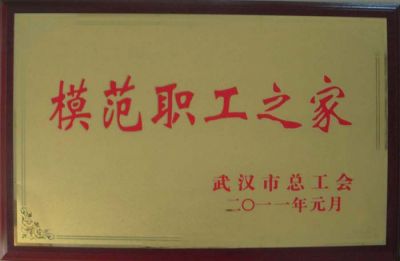 模范职工之家
武汉市总工会
二〇一一年元月